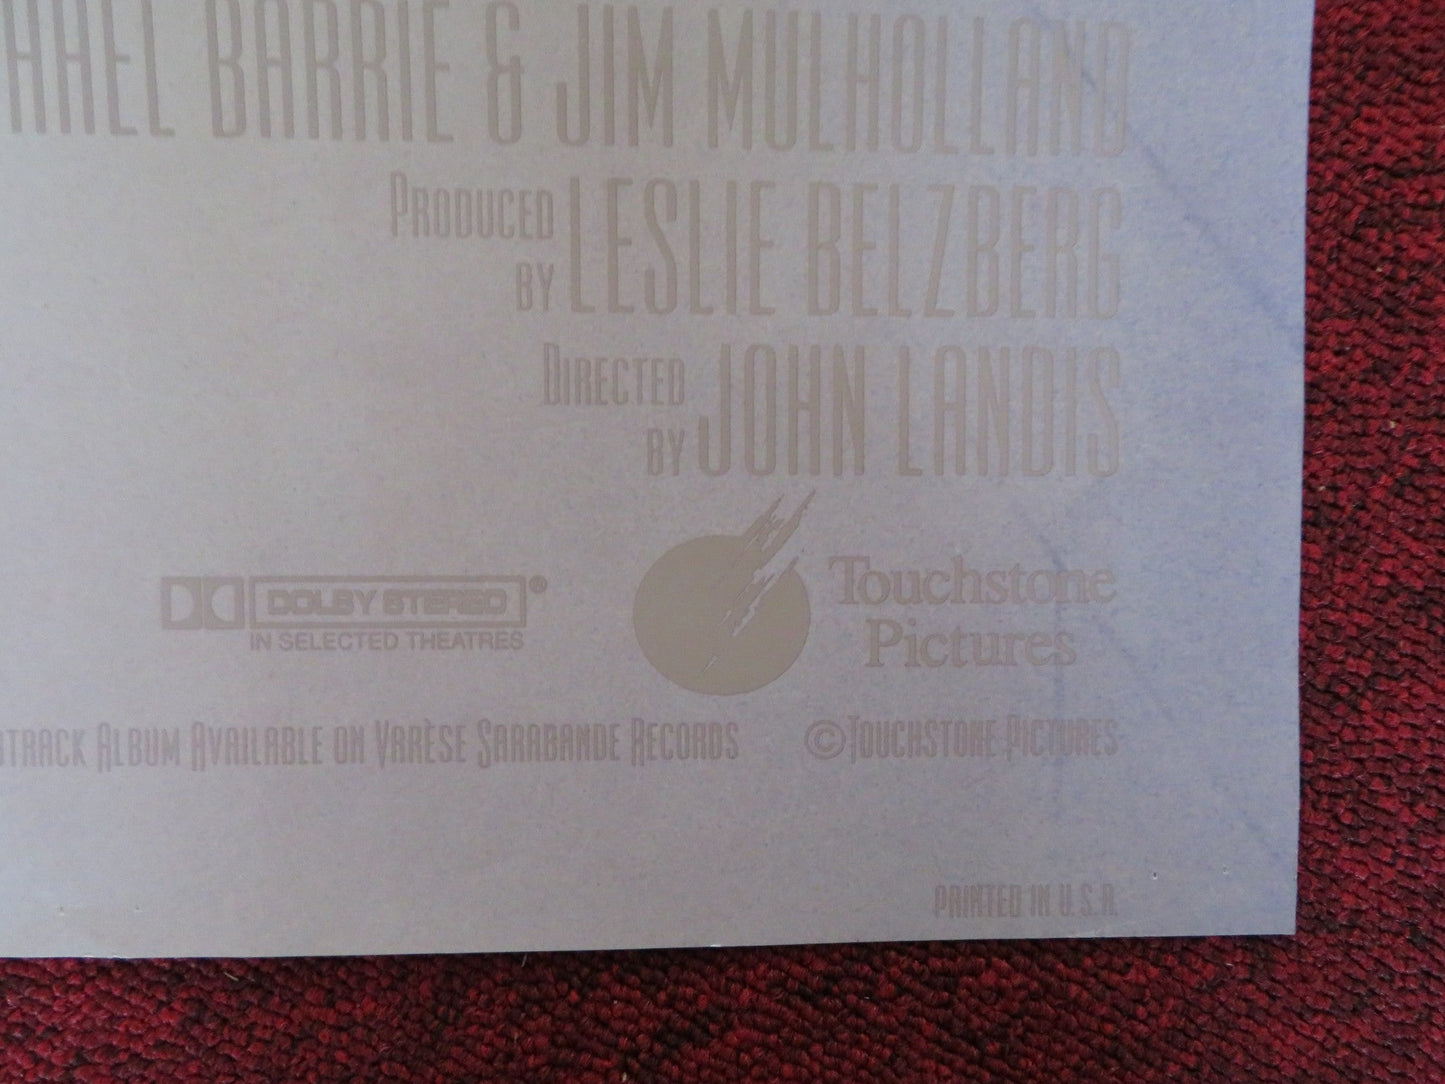 HAEL BARRIE & JIM MULHOLLAND
PRODUCED
BY LESLIE BELZBERG
DIRECTED
BY JOHN LANDIS
DOLBY STEREO®
IN SELECTED THEATRES
Touchstone
Pictures
TRACK ALBUM AVAILABLE ON VARÈSE SARABANDE RECORDS ©TOUCHSTONE PICTURES
PRINTED IN U.S.A.